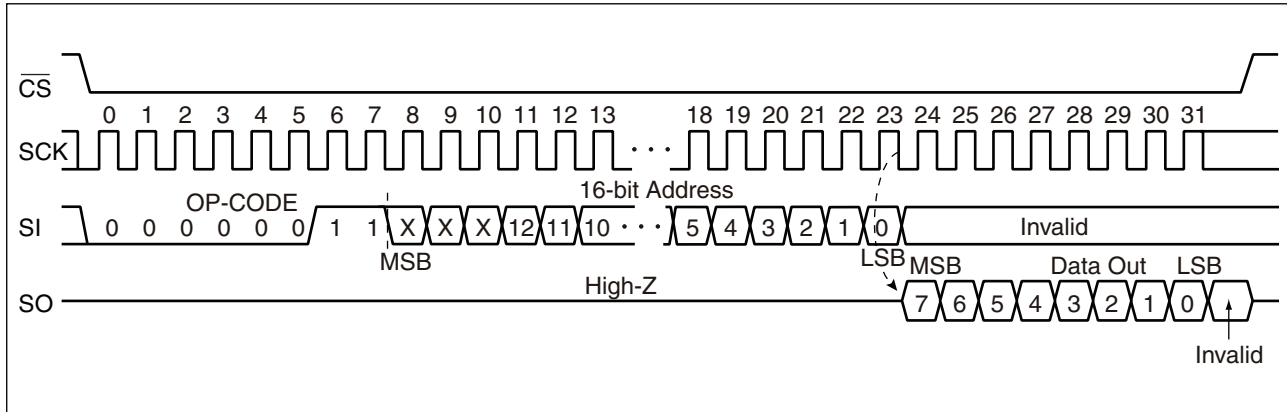 CS
0 1 2 3 4 5 6 7 8 9 10 11 12 13 18 19 20 21 22 23 24 25 26 27 28 29 30 31
SCK
16-bit Address
OP-CODE
SI 0 0 0 0 0 0 1 1 X X X 12 11 10 · · · 5 4 3 2 1 0 Invalid
MSB LSB MSB Data Out LSB
High-Z
SO 7 6 5 4 3 2 1 0
Invalid